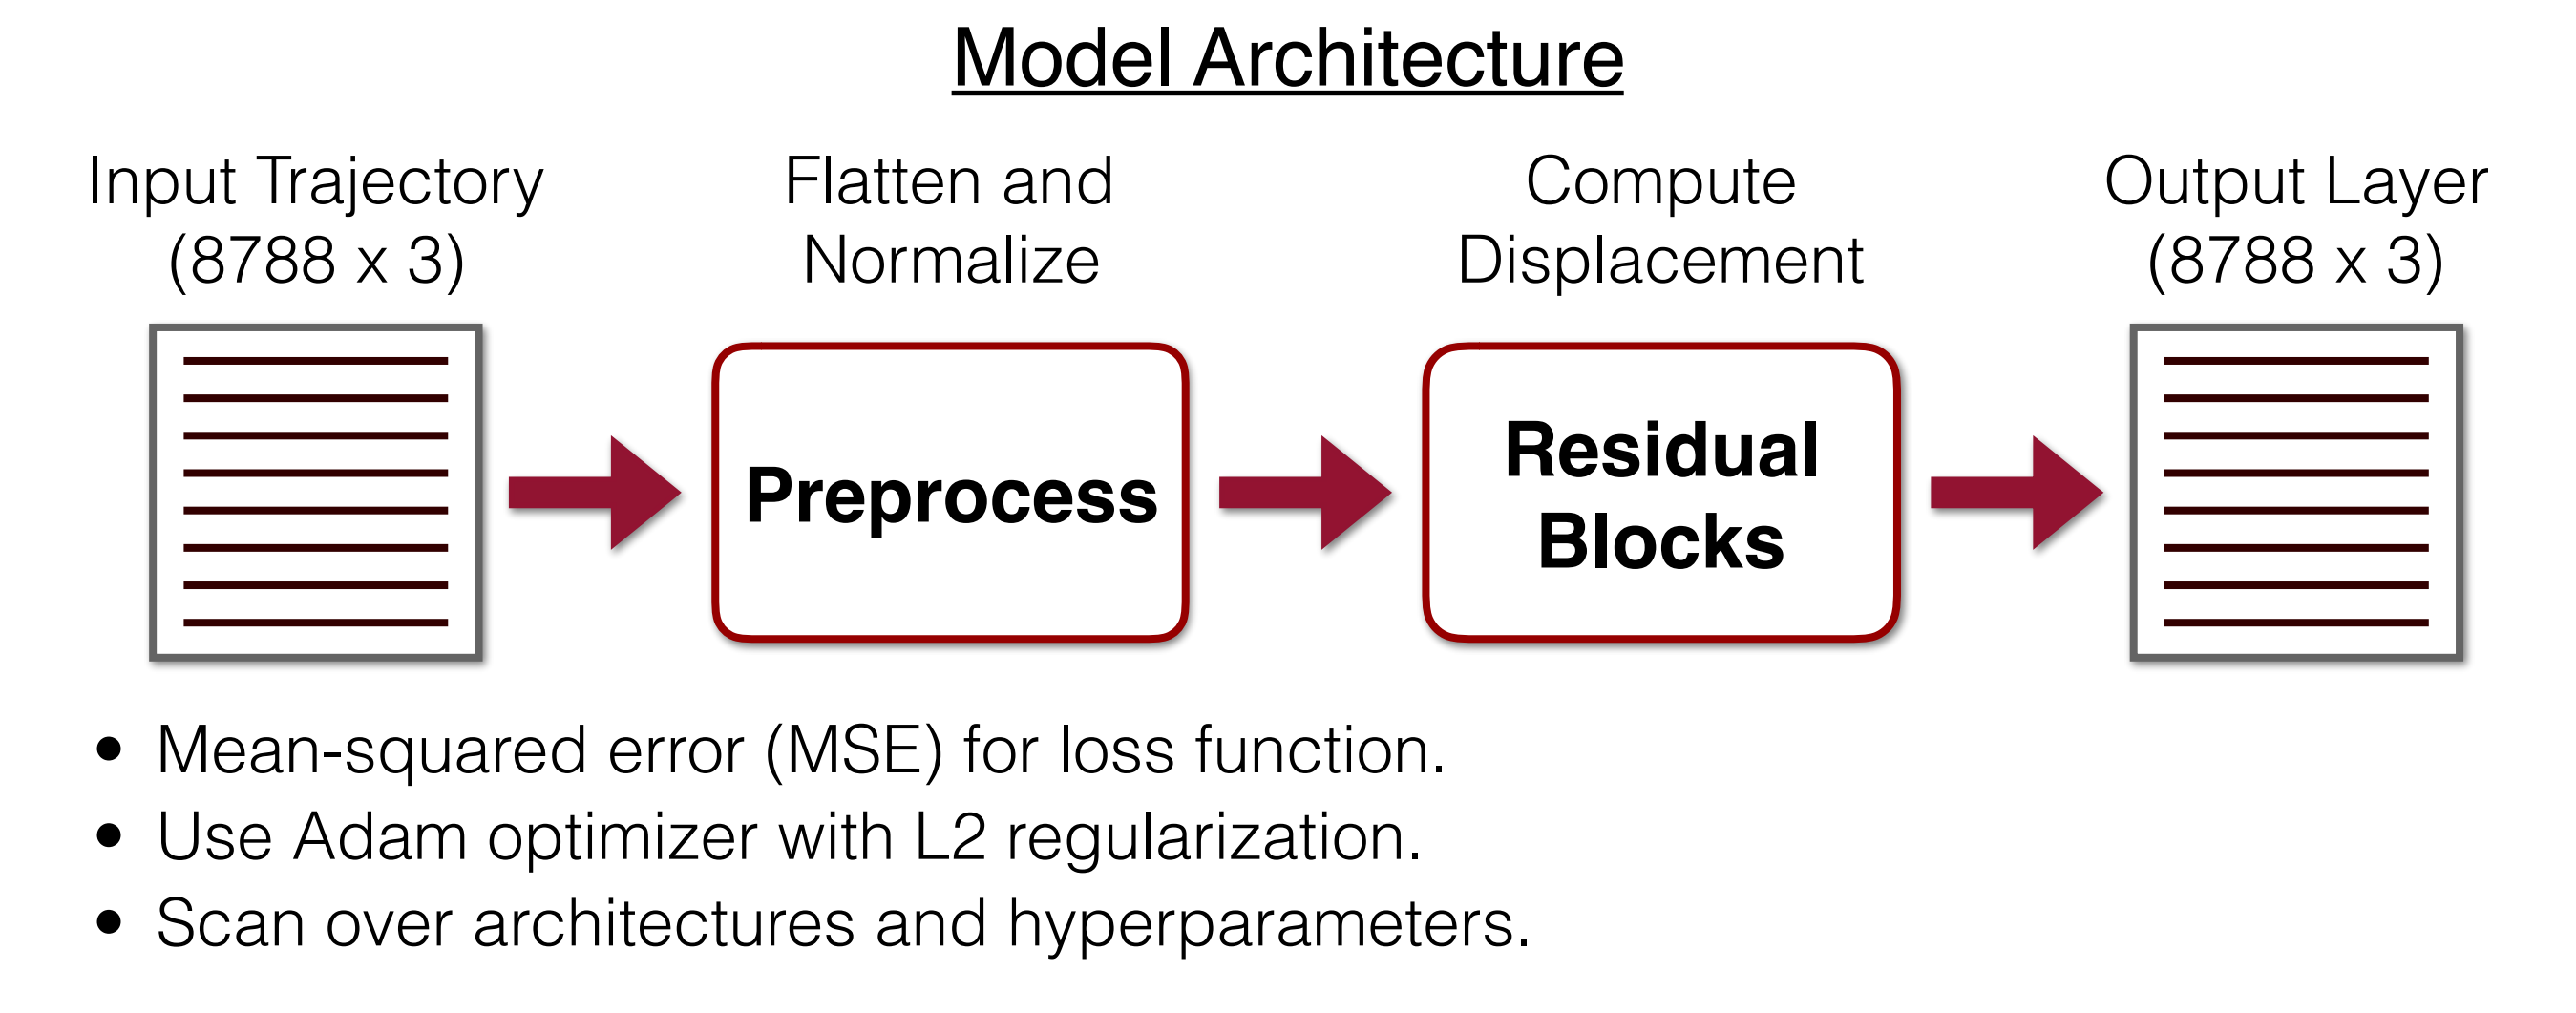 Model Architecture
Input Trajectory
(8788 x 3)
Flatten and
Normalize
Compute
Displacement
Output Layer
(8788 x 3)
Preprocess
Residual
Blocks
• Mean-squared error (MSE) for loss function.
• Use Adam optimizer with L2 regularization.
• Scan over architectures and hyperparameters.